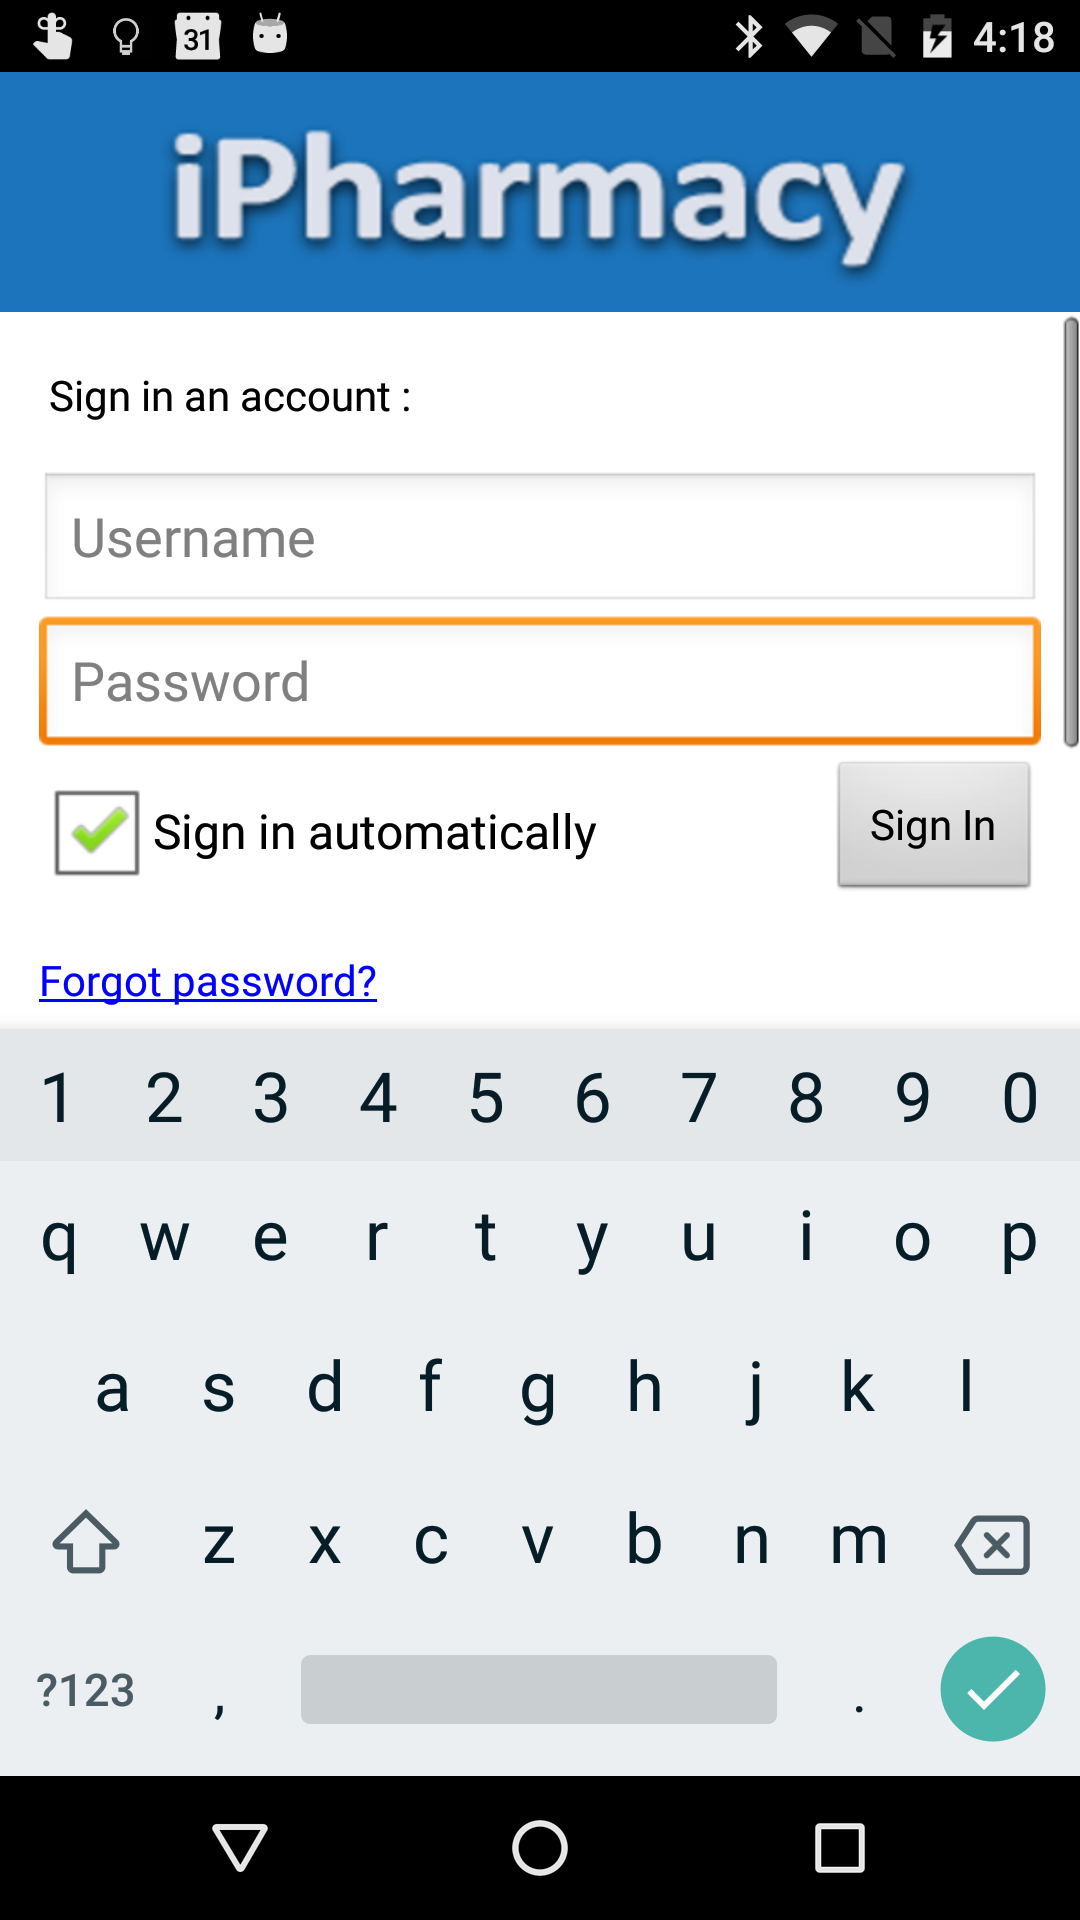 31 4:18
iPharmacy
Sign in an account :
Username
Password
Sign in automatically Sign In
Forgot password?
1 2 3 4 5 6 7 8 9 0
q w e r t y u i o p
a s d f g h j k l
z x c v b n m
?123 , .